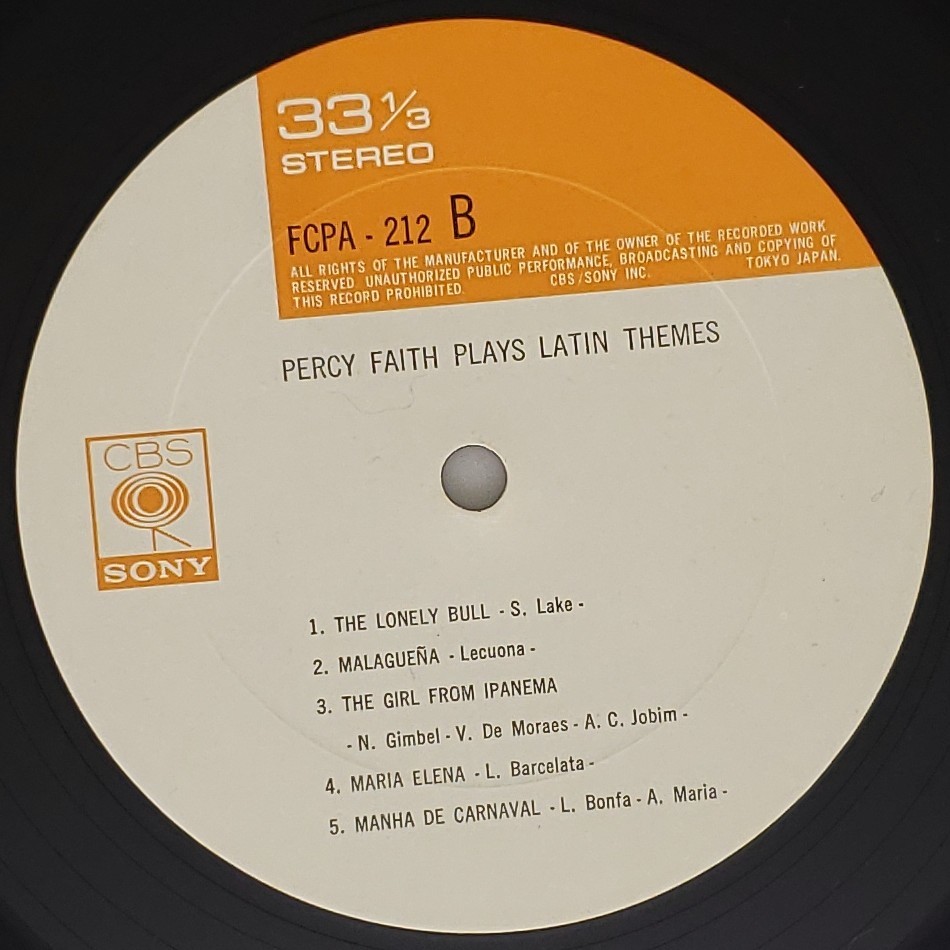 33 1/3
STEREO
FCPA - 212 B
ALL RIGHTS OF THE MANUFACTURER AND OF THE OWNER OF THE RECORDED WORK
RESERVED UNAUTHORIZED PUBLIC PERFORMANCE, BROADCASTING AND COPYING OF
THIS RECORD PROHIBITED. CBS/SONY INC. TOKYO JAPAN.
PERCY FAITH PLAYS LATIN THEMES
CBS
SONY
1. THE LONELY BULL - S. Lake -
2. MALAGUEÑA - Lecuona -
3. THE GIRL FROM IPANEMA
- N. Gimbel - V. De Moraes - A. C. Jobim -
4. MARIA ELENA - L. Barcelata -
5. MANHA DE CARNAVAL - L. Bonfa - A. Maria -